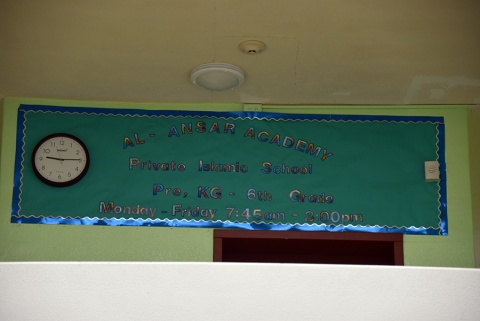 AL - ANSAR ACADEMY
Private Islamic School
Pre, KG - 6th Grade
Monday - Friday 7:45am - 3:00pm